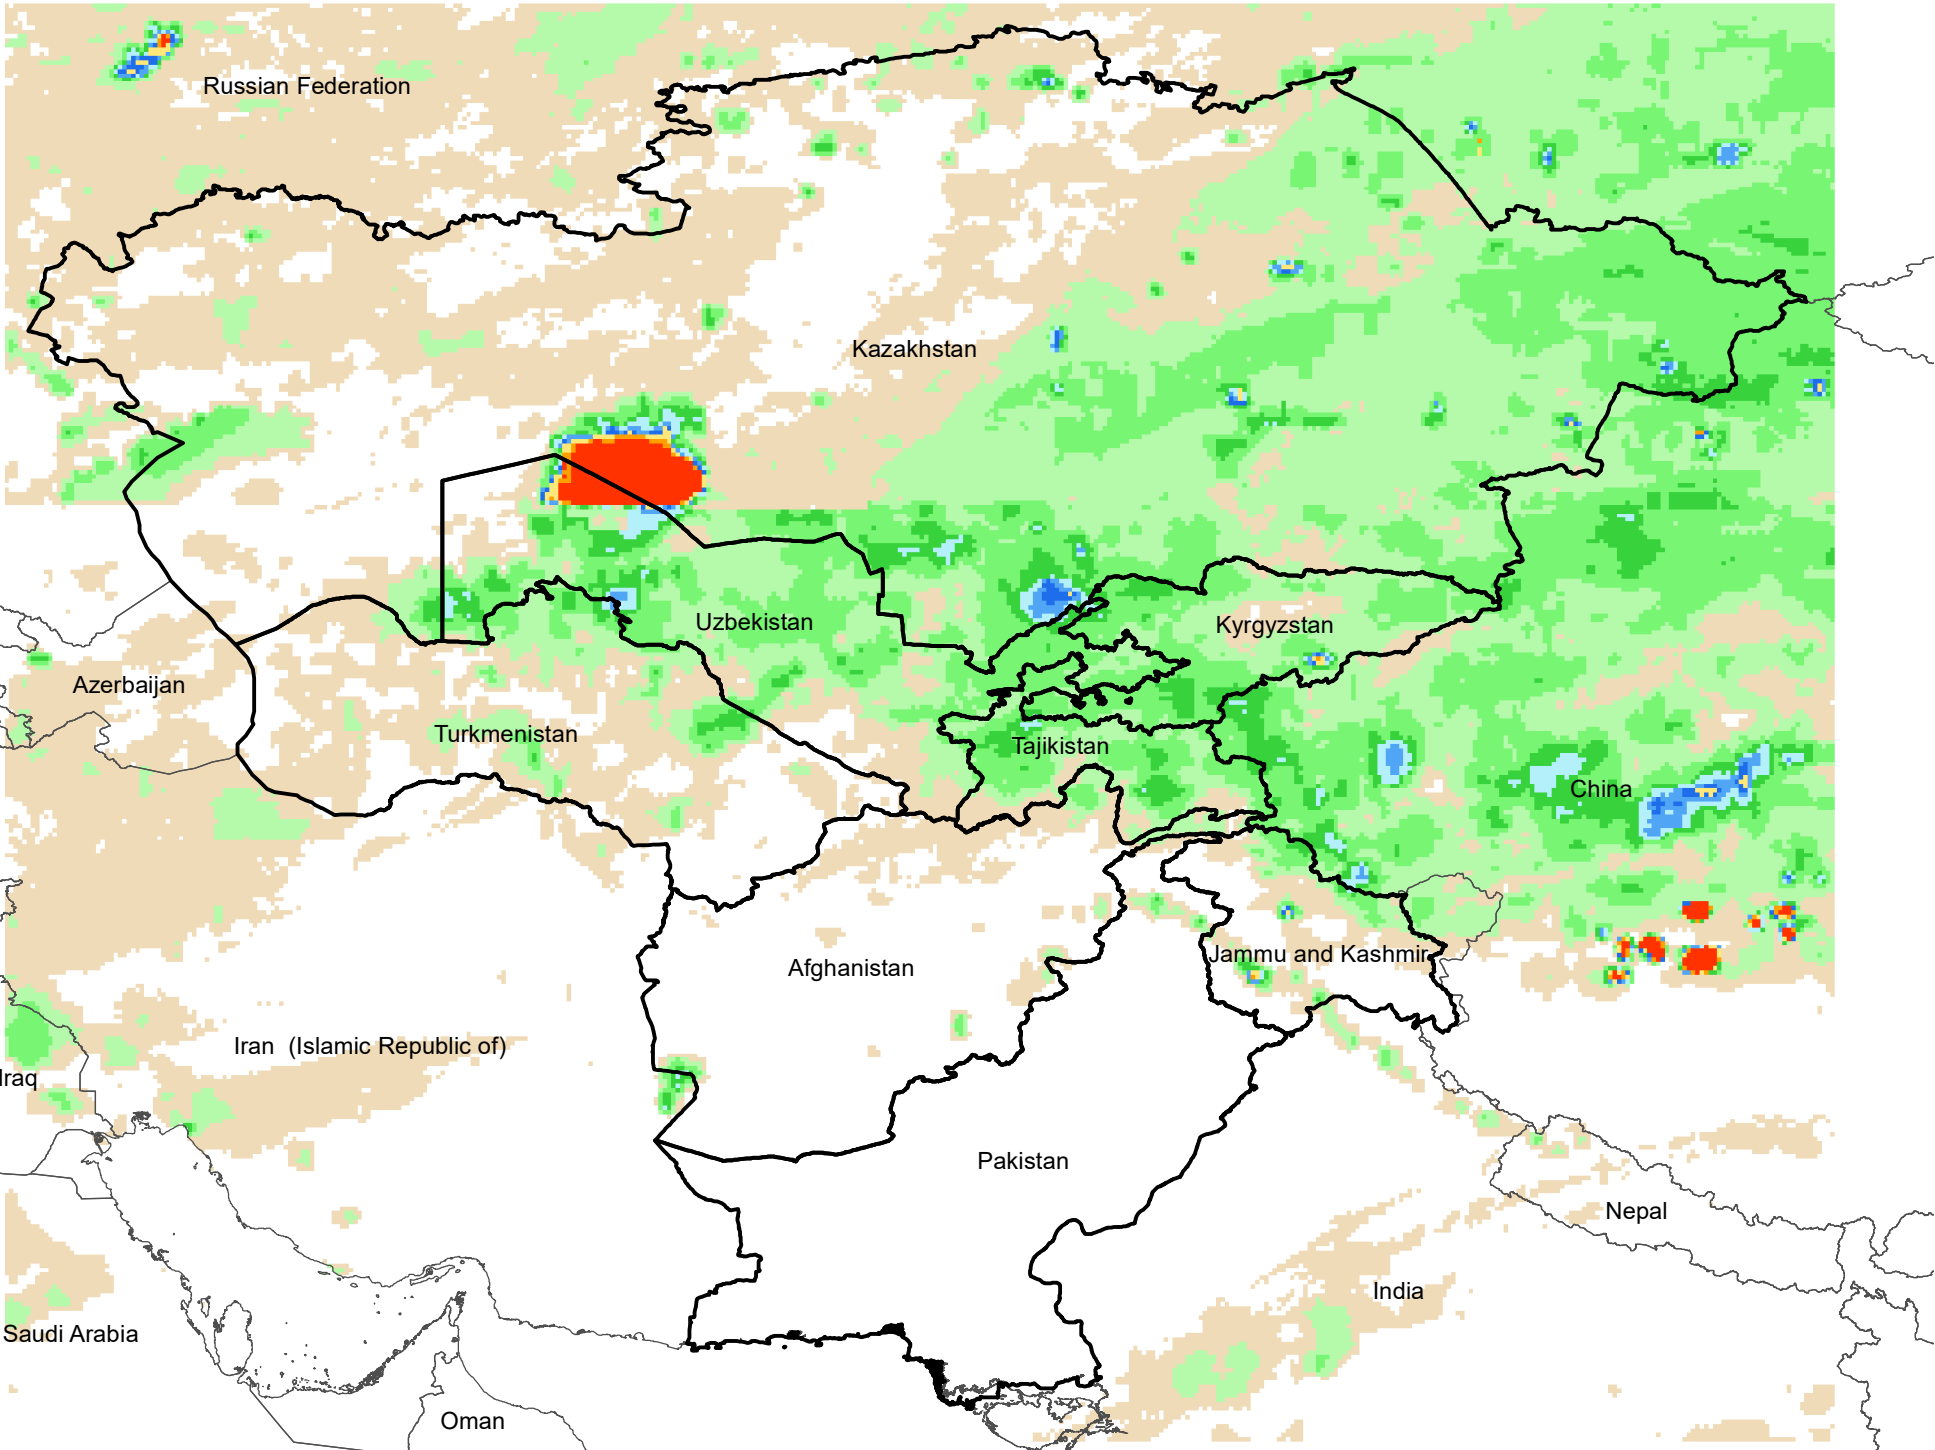 Russian Federation
Kazakhstan
Uzbekistan
Kyrgyzstan
Azerbaijan
Turkmenistan
Tajikistan
China
Afghanistan
Jammu and Kashmir
Iran  (Islamic Republic of)
Iraq
Pakistan
Nepal
India
Saudi Arabia
Oman